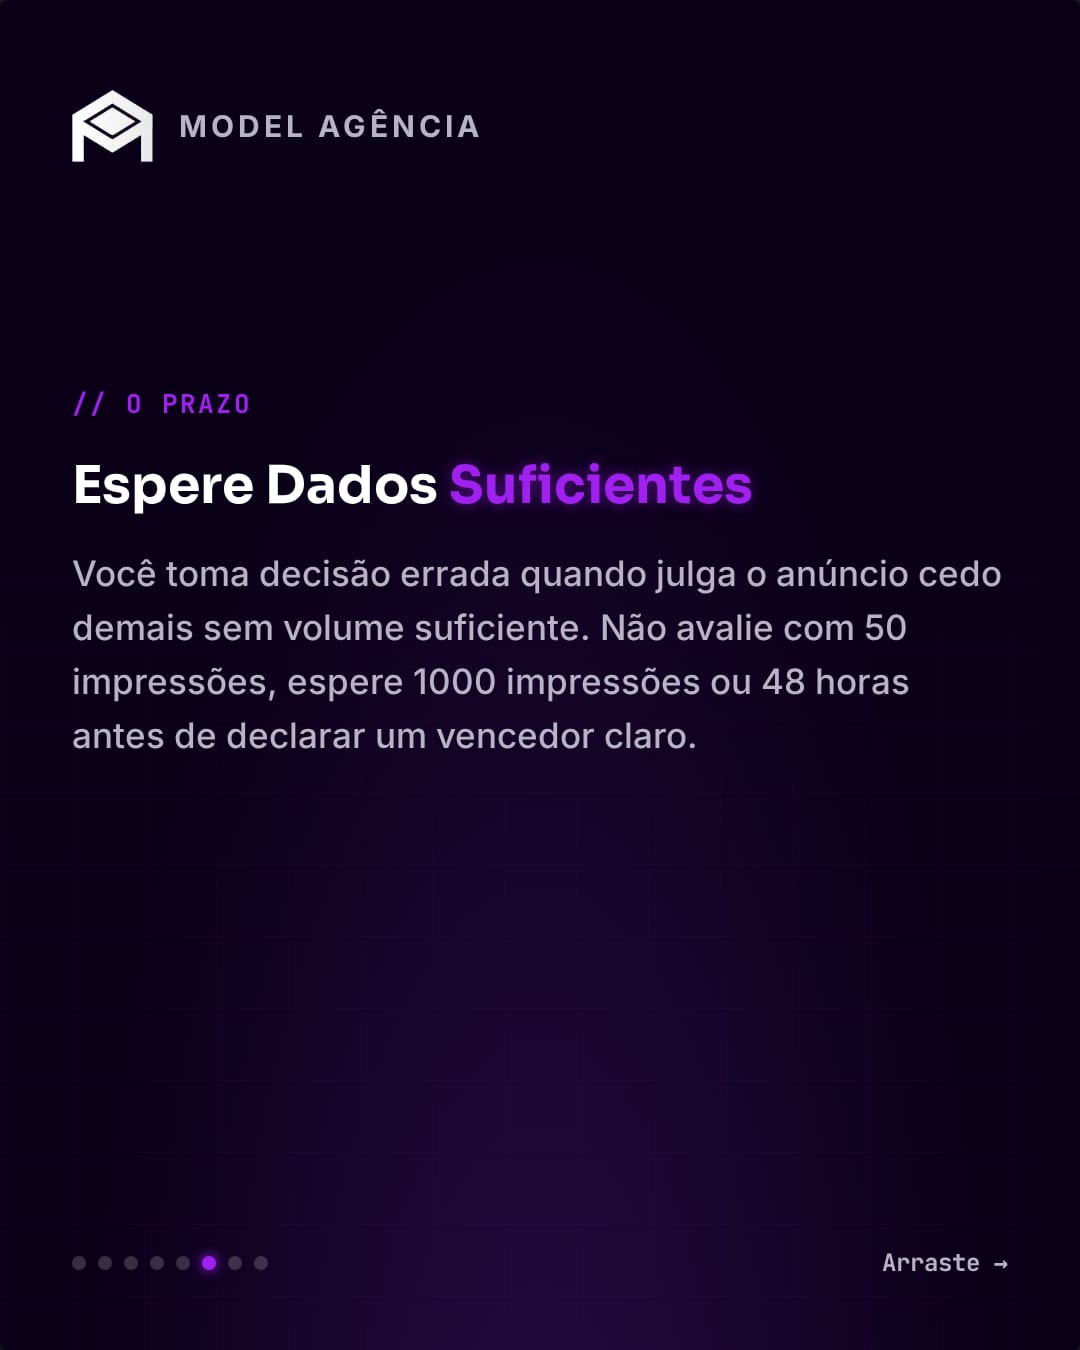 MODEL AGÊNCIA
// O PRAZO
Espere Dados Suficientes
Você toma decisão errada quando julga o anúncio cedo
demais sem volume suficiente. Não avalie com 50
impressões, espere 1000 impressões ou 48 horas
antes de declarar um vencedor claro.
Arraste →